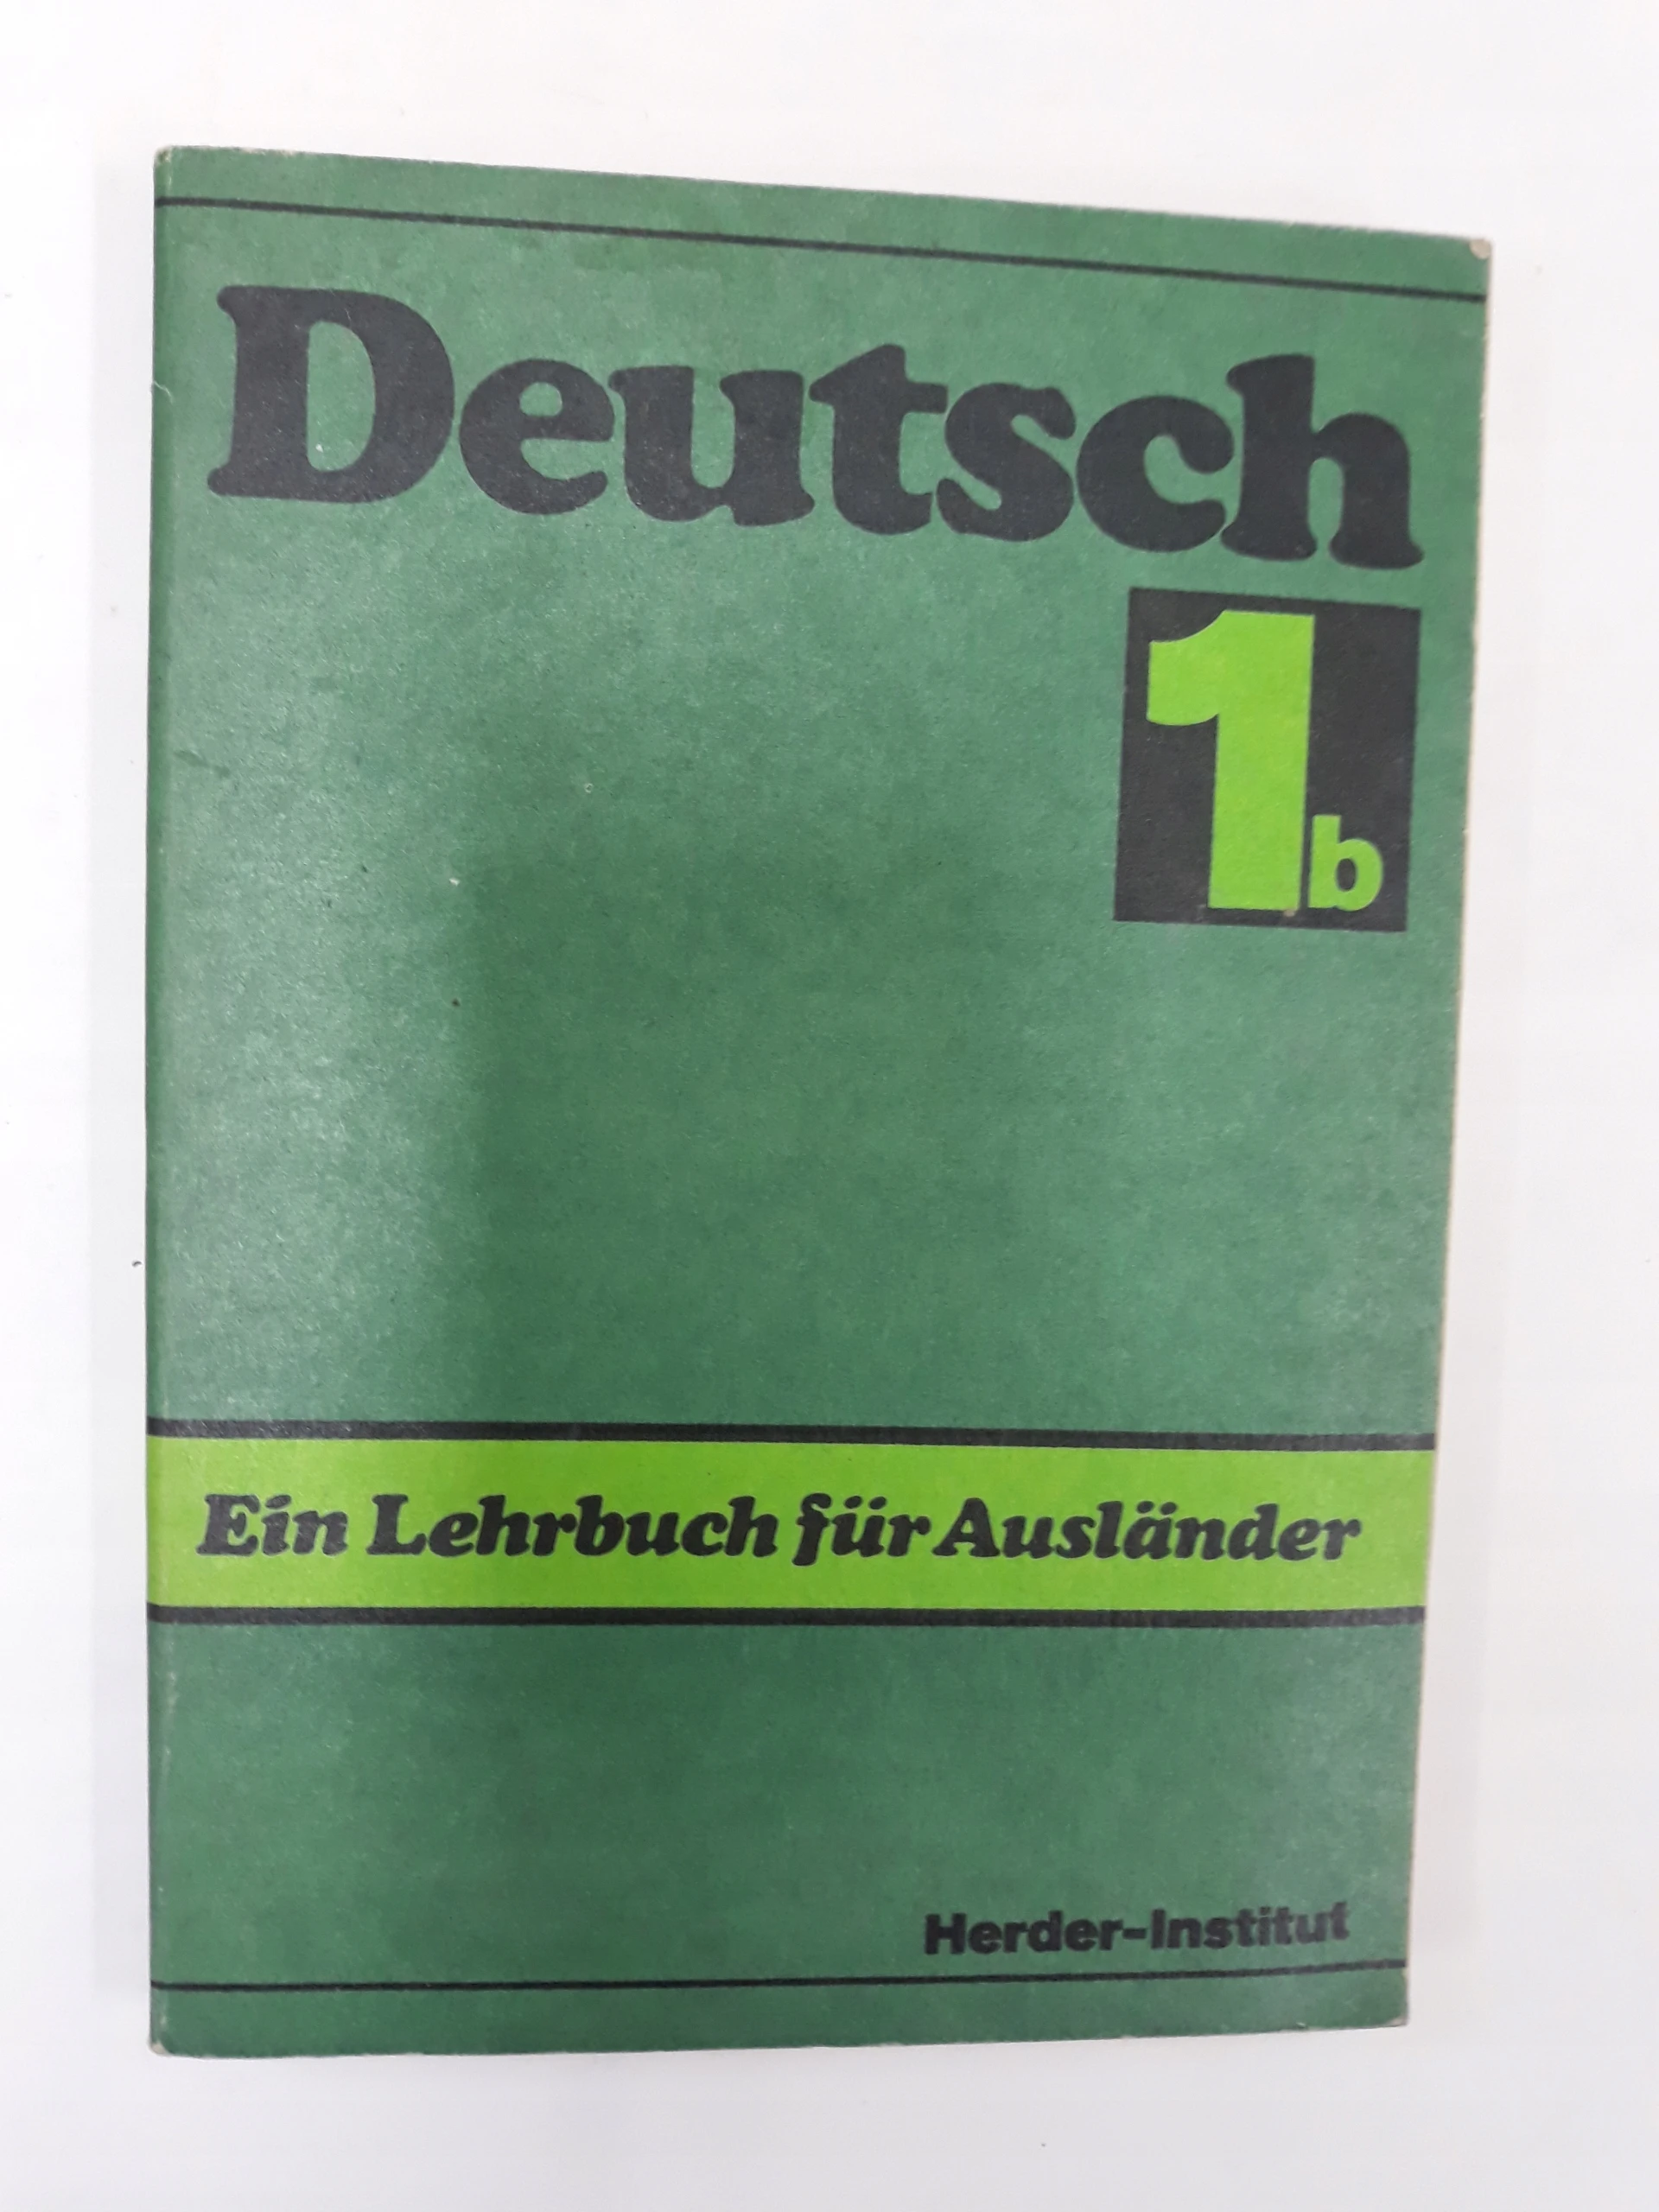 Deutsch
1b
Ein Lehrbuch für Ausländer
Herder-Institut